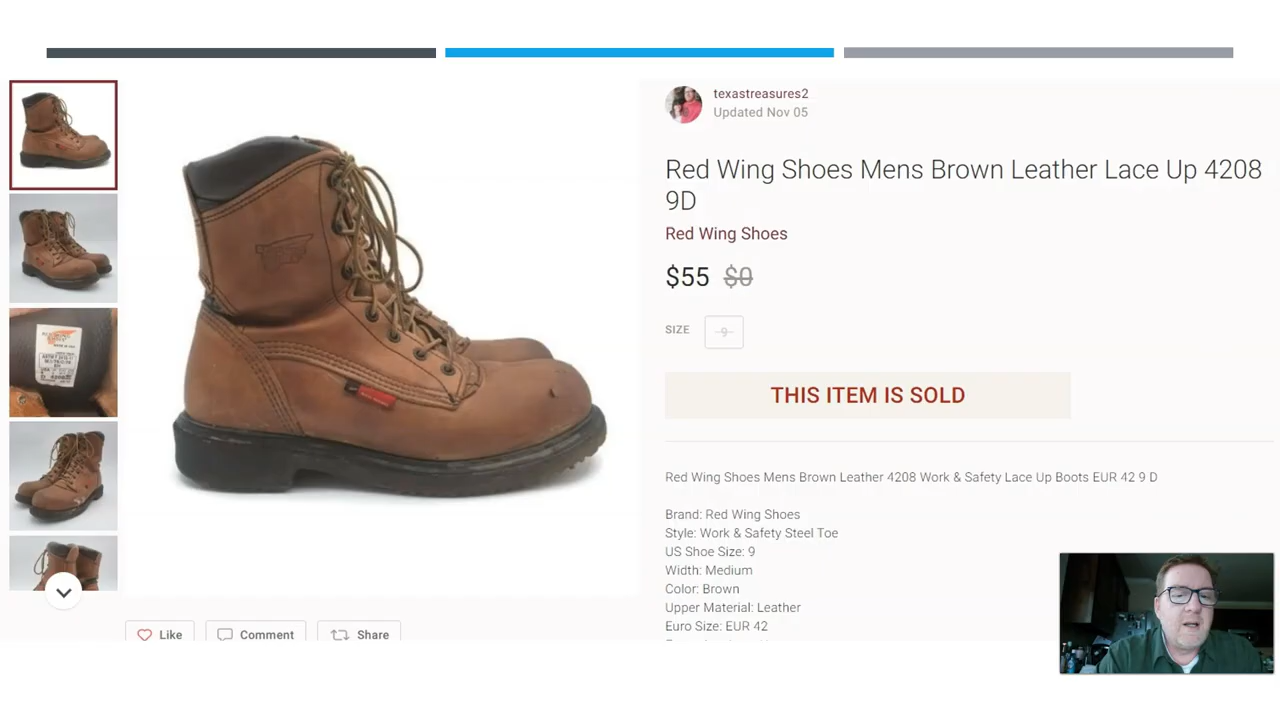 texastreasures2
Updated Nov 05
Red Wing Shoes Mens Brown Leather Lace Up 4208
9D
Red Wing Shoes
$55 $0
SIZE 9
THIS ITEM IS SOLD
Red Wing Shoes Mens Brown Leather 4208 Work & Safety Lace Up Boots EUR 42 9 D
Brand: Red Wing Shoes
Style: Work & Safety Steel Toe
US Shoe Size: 9
Width: Medium
Color: Brown
Upper Material: Leather
Euro Size: EUR 42
Like Comment Share